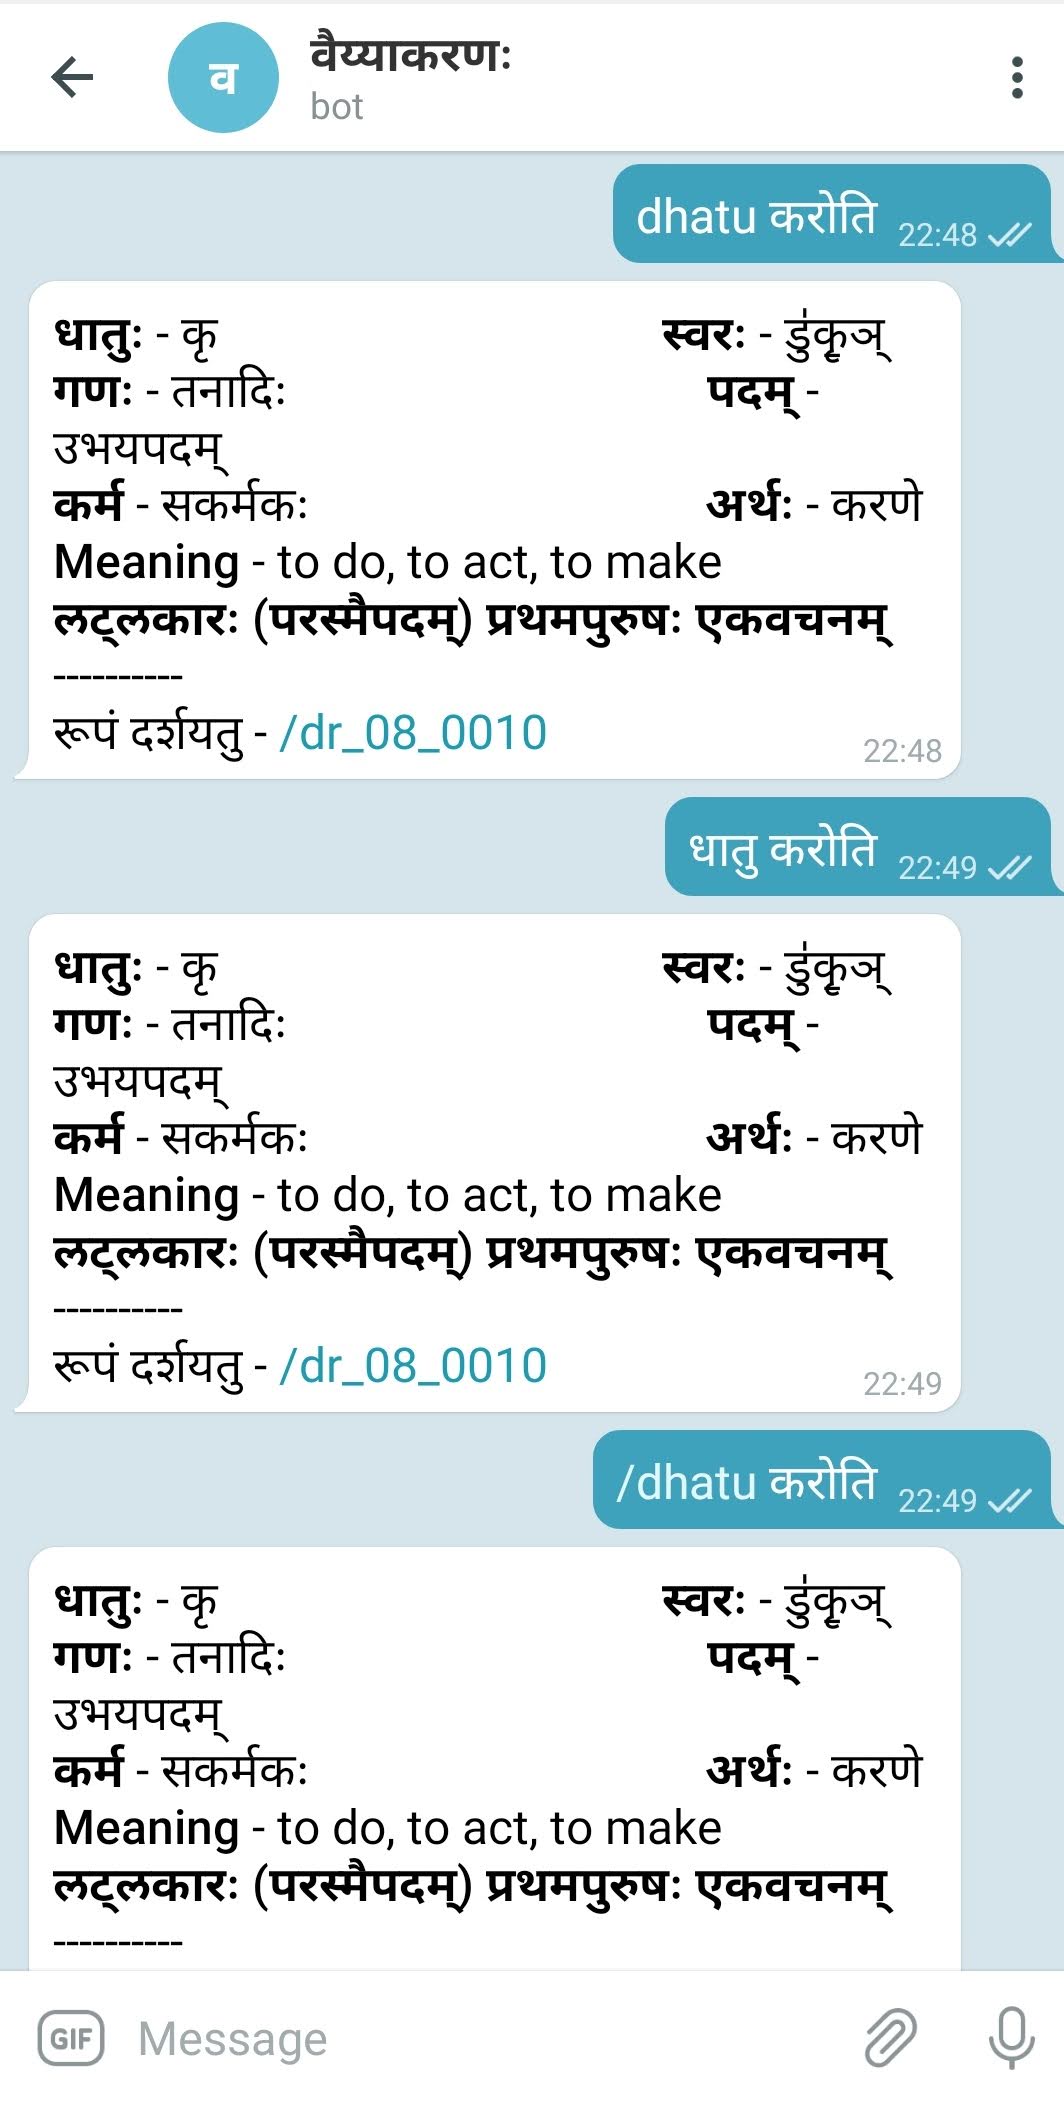 व
वैय्याकरणः
bot
dhatu करोति 22:48
धातुः - कृ स्वरः - डु॑कृ॒ञ्
गणः - तनादिः पदम् -
उभयपदम्
कर्म - सकर्मकः अर्थः - करणे
Meaning - to do, to act, to make
लट्लकारः (परस्मैपदम्) प्रथमपुरुषः एकवचनम्
----------
रूपं दर्शयतु - /dr_08_0010
22:48
धातु करोति 22:49
धातुः - कृ स्वरः - डु॑कृ॒ञ्
गणः - तनादिः पदम् -
उभयपदम्
कर्म - सकर्मकः अर्थः - करणे
Meaning - to do, to act, to make
लट्लकारः (परस्मैपदम्) प्रथमपुरुषः एकवचनम्
----------
रूपं दर्शयतु - /dr_08_0010
22:49
/dhatu करोति 22:49
धातुः - कृ स्वरः - डु॑कृ॒ञ्
गणः - तनादिः पदम् -
उभयपदम्
कर्म - सकर्मकः अर्थः - करणे
Meaning - to do, to act, to make
लट्लकारः (परस्मैपदम्) प्रथमपुरुषः एकवचनम्
----------
GIF Message